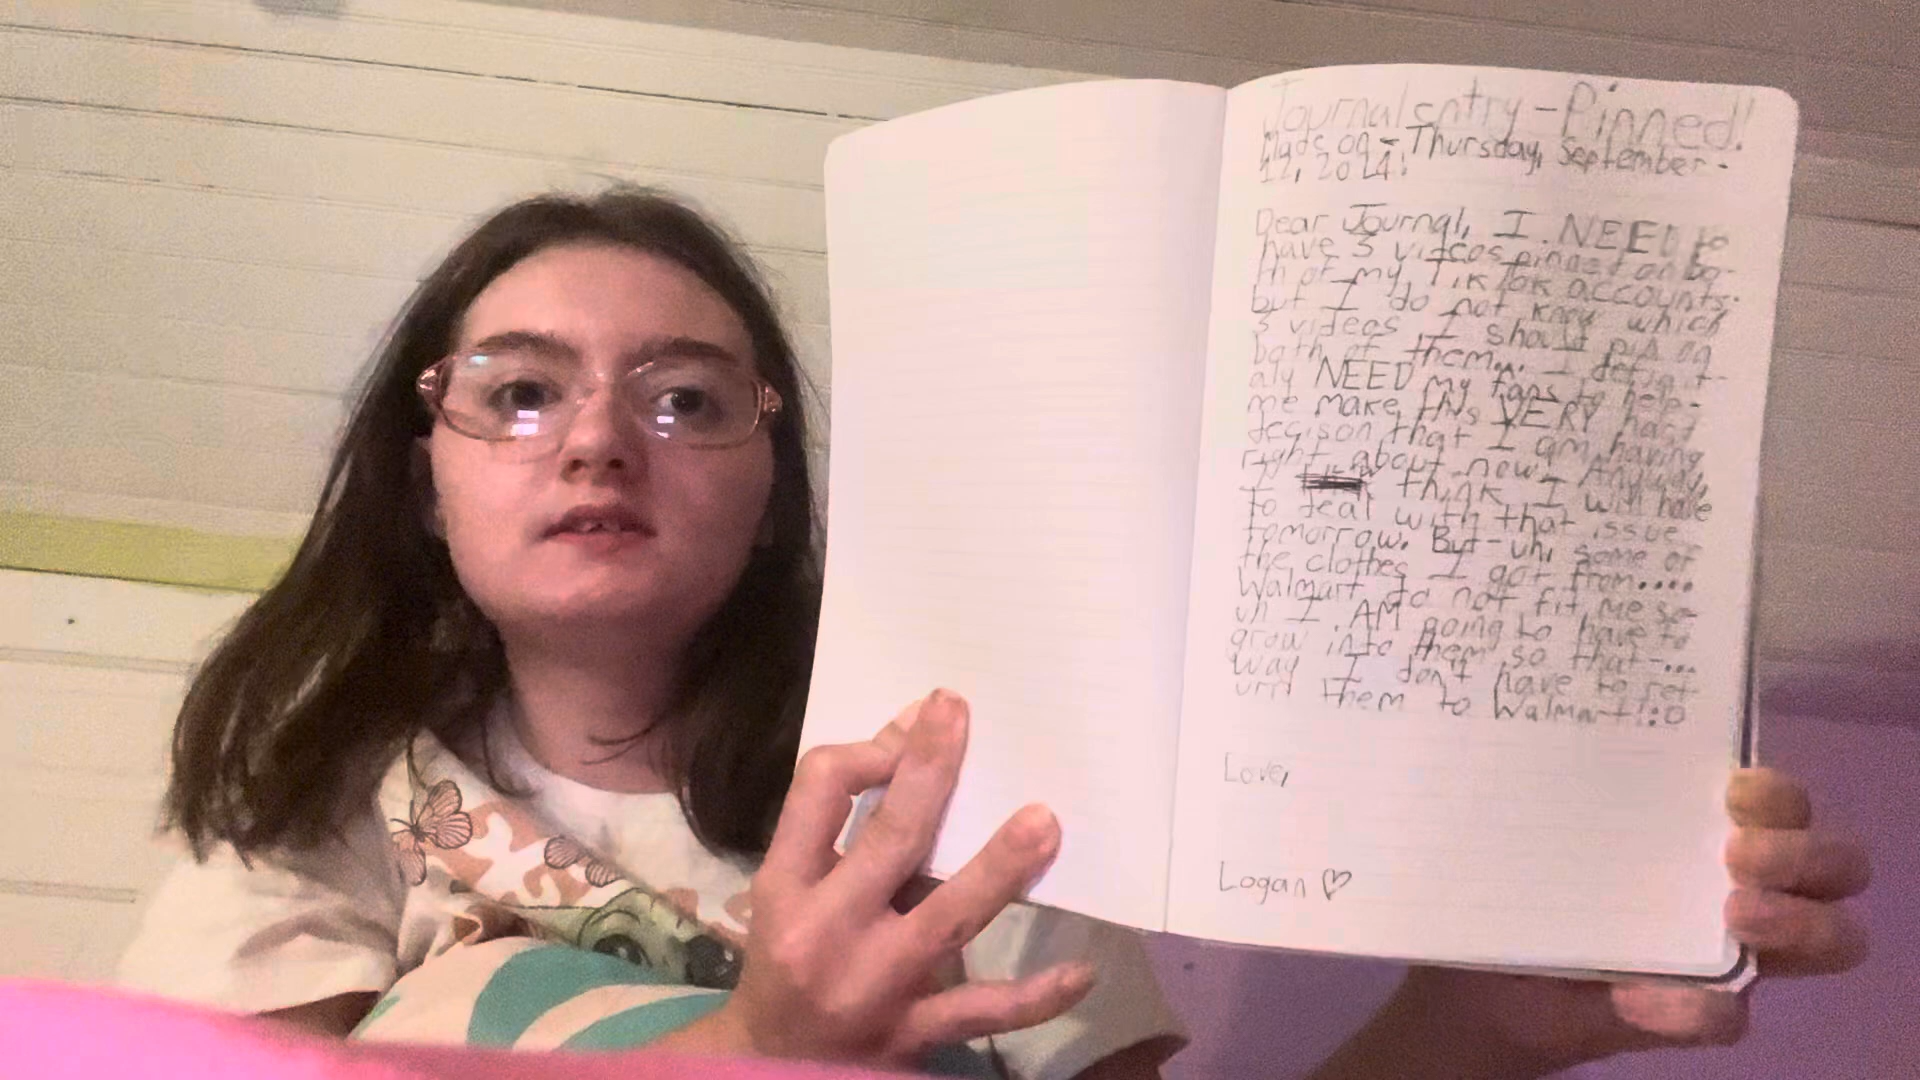 Journal entry - Pinned!
Made on - Thursday, September
12, 2024!
Dear Journal, I NEED to
have 3 videos pinned on bo-
th of my TikTok accounts.
but I do not know which
3 videos I should pin on
both of them... I definit-
aly NEED my fans to help-
me make this VERY hard
decison that I am having
right about now! Anyway,
I think I will have
to deal with that issue
tomorrow. But-uh, some of
the clothes I got from....
Walmart do not fit me so-
uh I AM going to have to
grow into them so that-...
way I don't have to ret-
urn them to Walmart!:O
Love,
Logan ♡